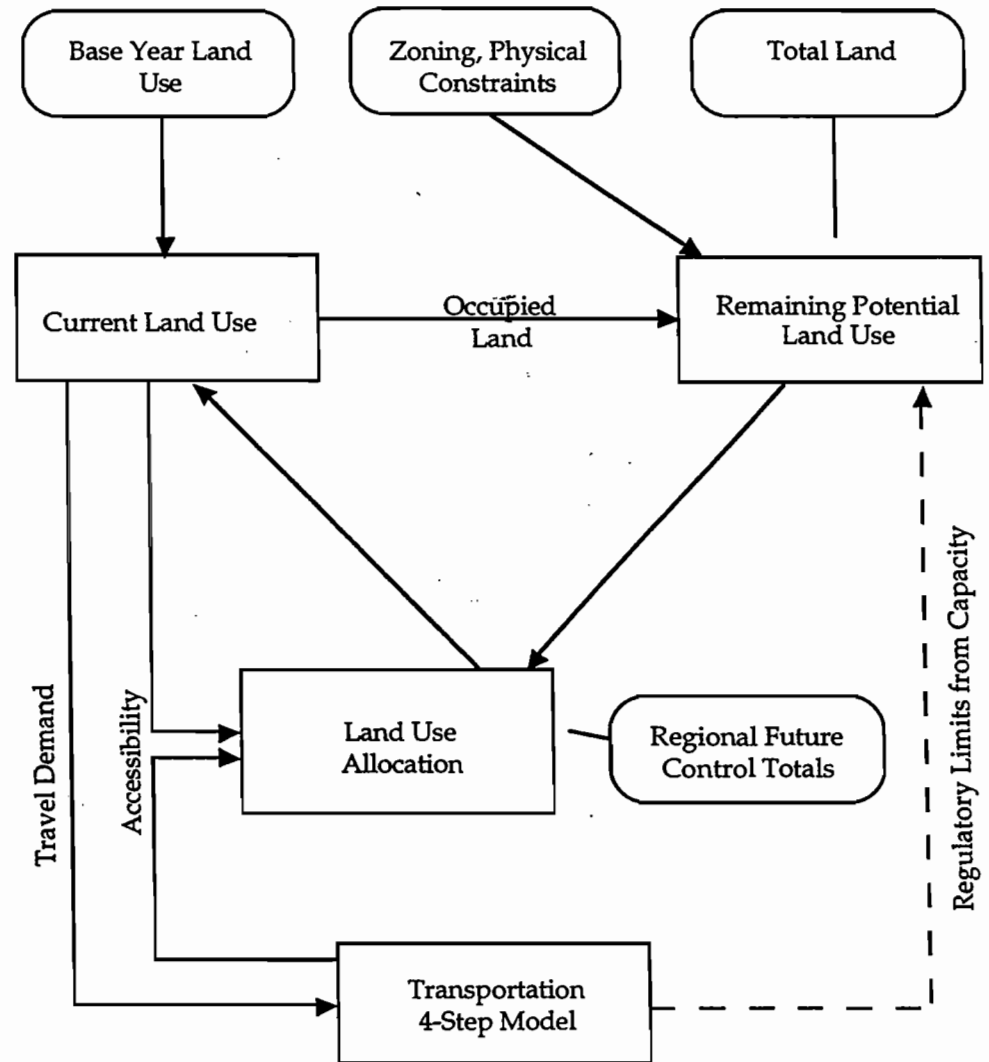 Base Year Land
Use
Zoning, Physical
Constraints
Total Land
Current Land Use
Occupied
Land
Remaining Potential
Land Use
Travel Demand
Accessibility
Land Use
Allocation
Regional Future
Control Totals
Regulatory Limits from Capacity
Transportation
4-Step Model